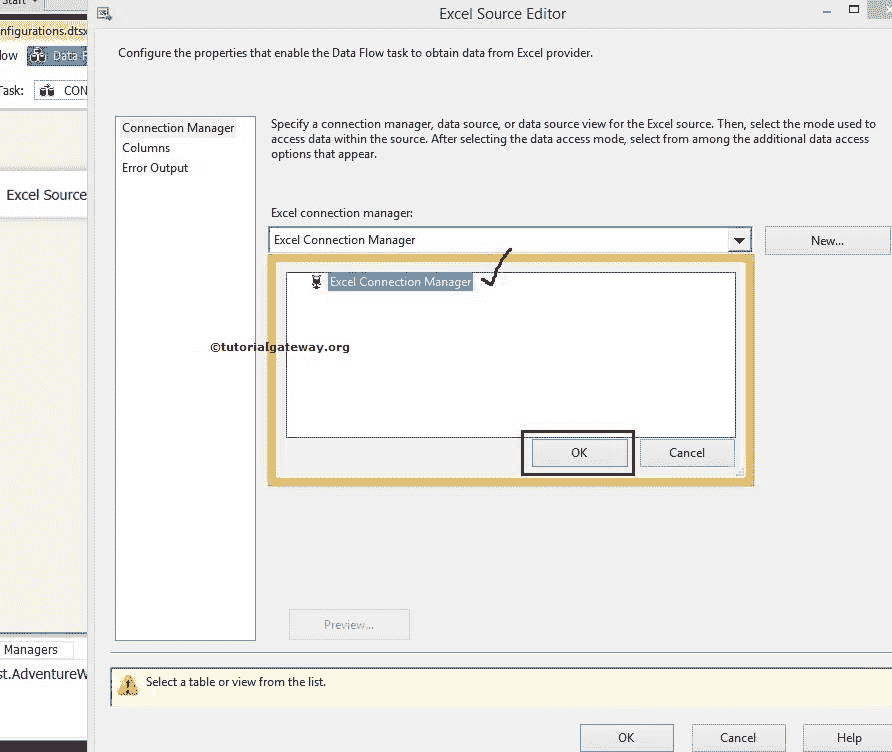 Start
Excel Source Editor
nfigurations.dtsx
Configure the properties that enable the Data Flow task to obtain data from Excel provider.
low
Data F
Task:
CON
Connection Manager
Columns
Error Output
Specify a connection manager, data source, or data source view for the Excel source. Then, select the mode used to
access data within the source. After selecting the data access mode, select from among the additional data access
options that appear.
Excel Source
Excel connection manager:
Excel Connection Manager
New...
Excel Connection Manager
©tutorialgateway.org
OK
Cancel
Preview...
Managers
st.AdventureW
Select a table or view from the list.
OK
Cancel
Help